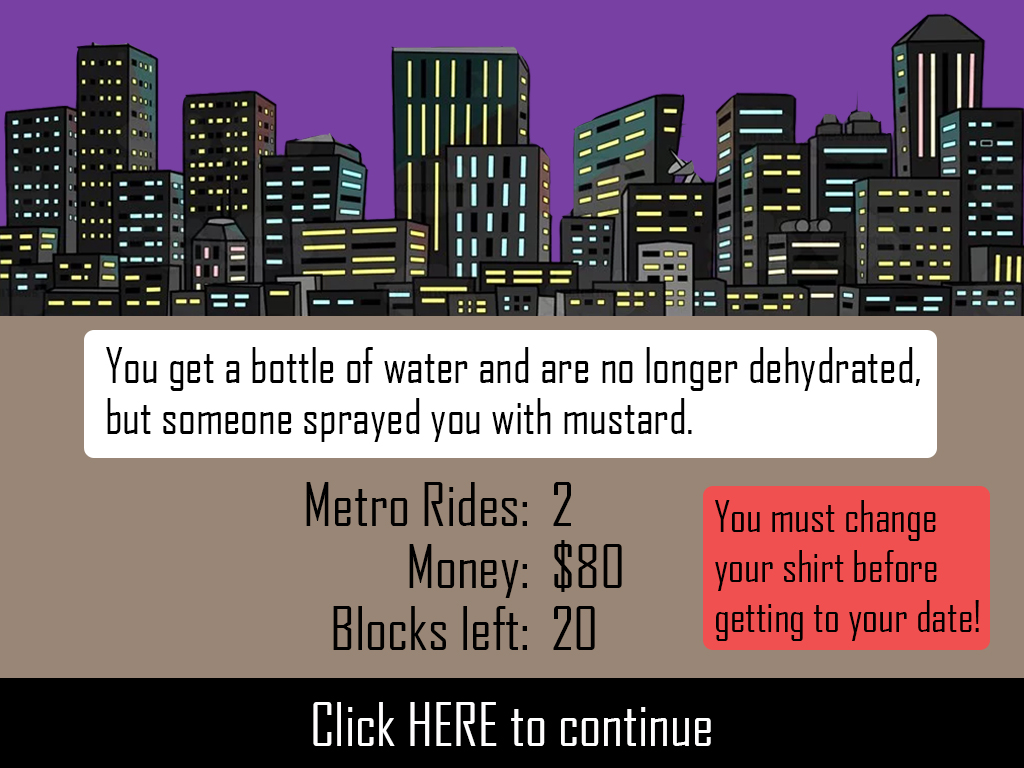 You get a bottle of water and are no longer dehydrated,
but someone sprayed you with mustard.
Metro Rides: 2
Money: $80
Blocks left: 20
You must change
your shirt before
getting to your date!
Click HERE to continue